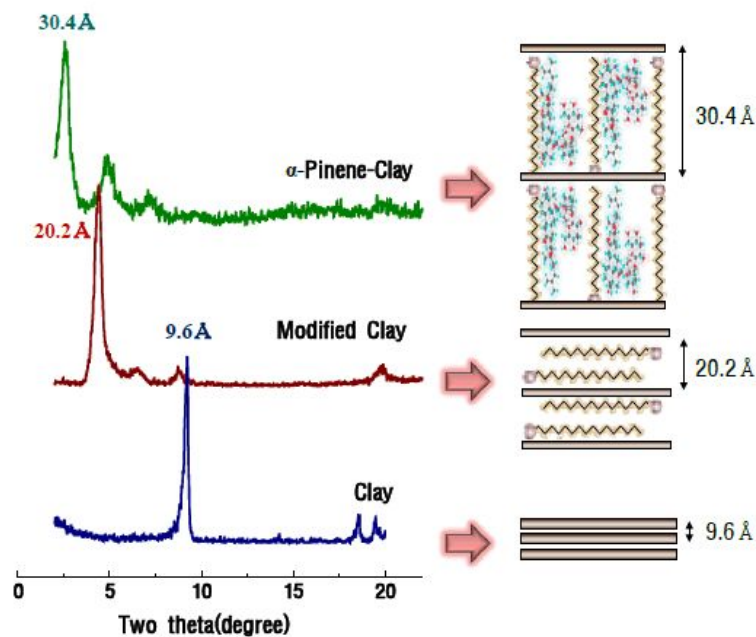 30.4 Å
α-Pinene-Clay
30.4 Å
20.2 Å
Modified Clay
20.2 Å
9.6 Å
Clay
9.6 Å
0 5 10 15 20
Two theta(degree)